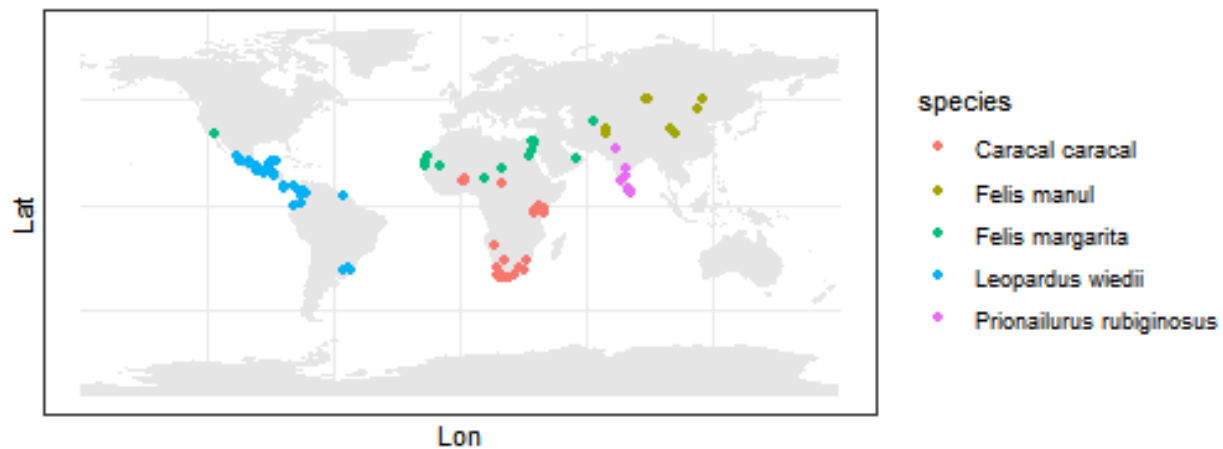 Lat
Lon
species
Caracal caracal
Felis manul
Felis margarita
Leopardus wiedii
Prionailurus rubiginosus